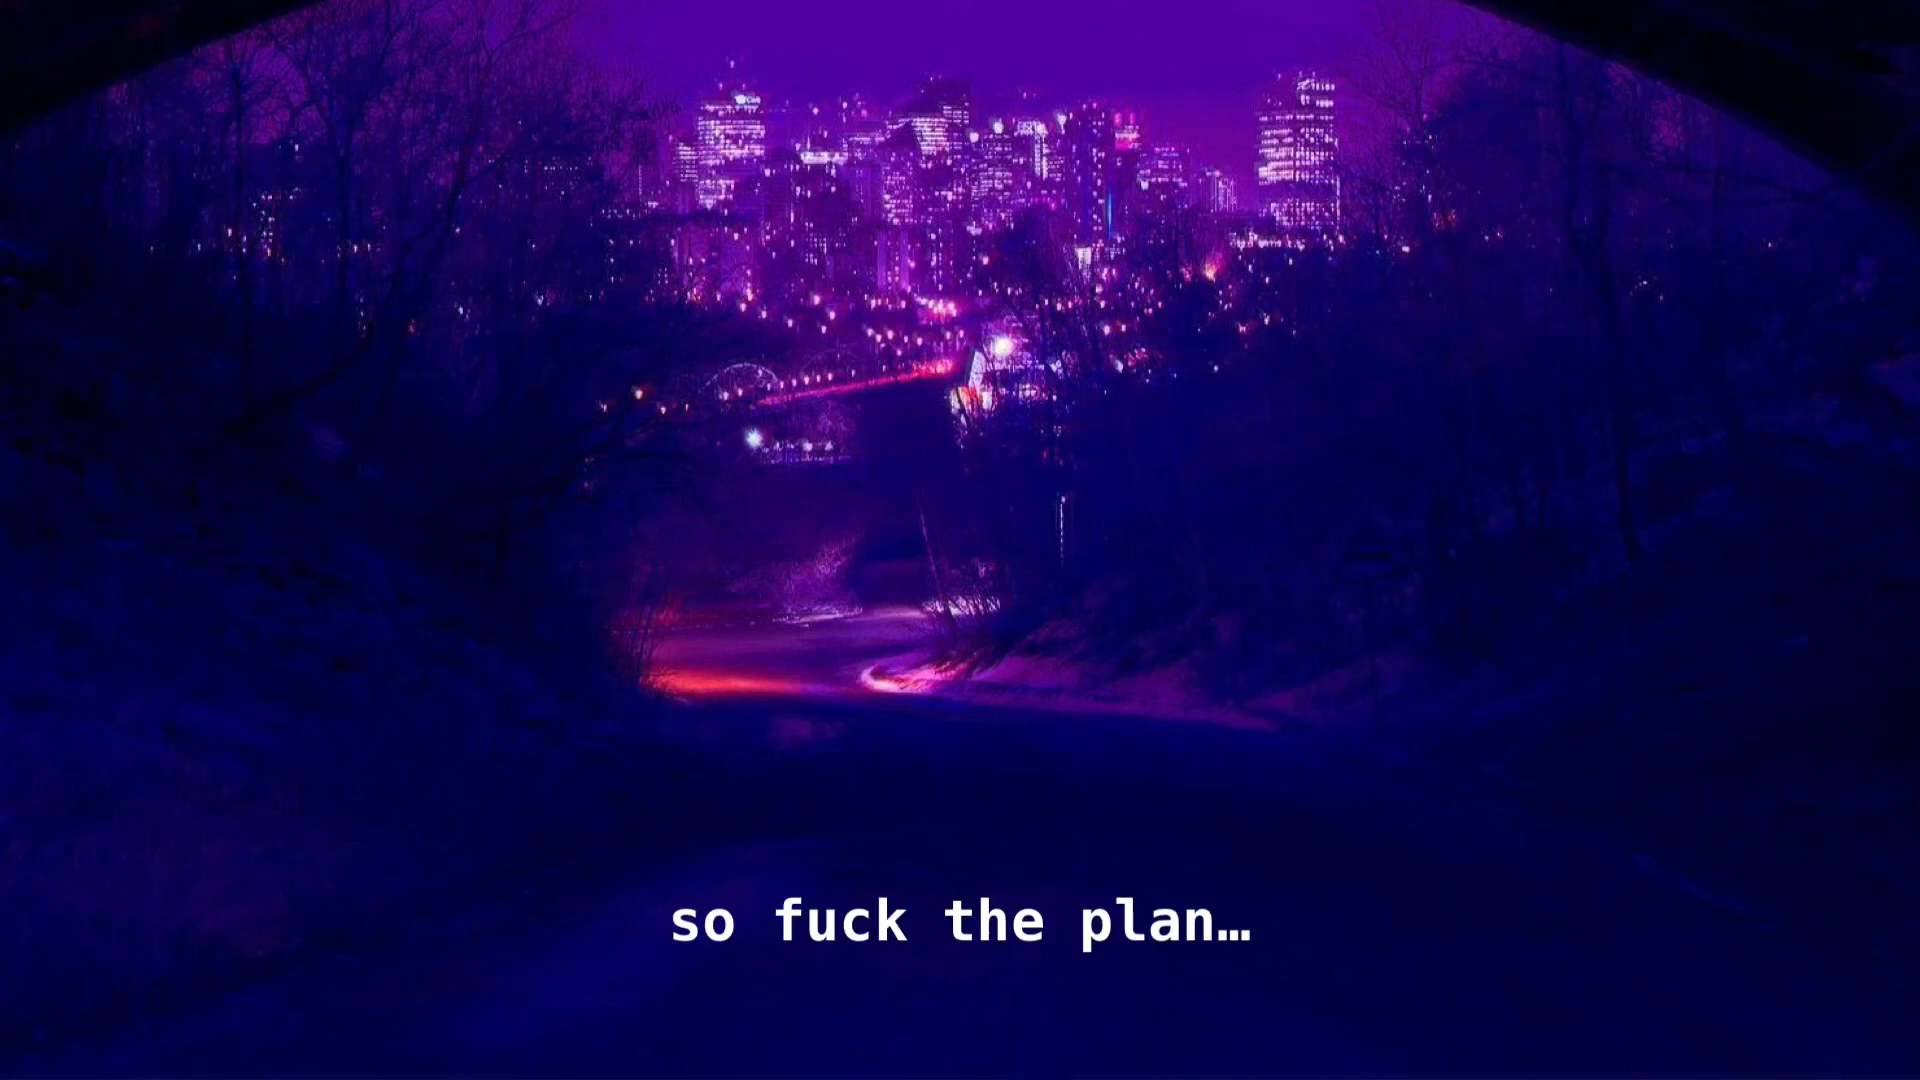 so fuck the plan…